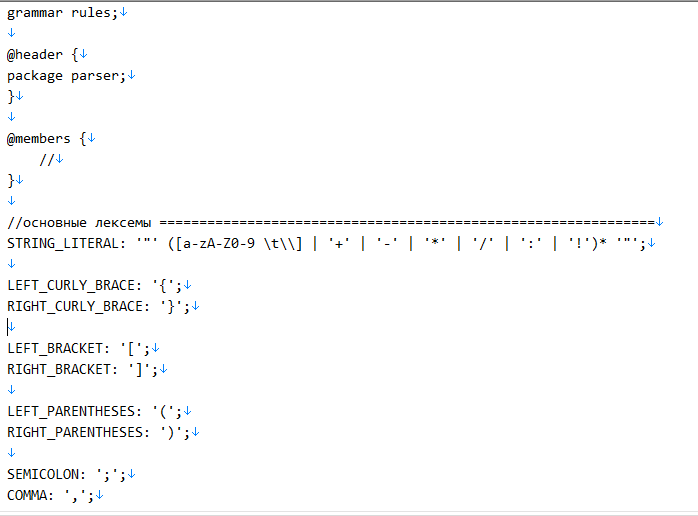 grammar rules;↓
↓
@header {↓
package parser;↓
}↓
↓
@members {↓
    //↓
}↓
↓
//основные лексемы ==============================================================↓
STRING_LITERAL: '"' ([a-zA-Z0-9 \t\\] | '+' | '-' | '*' | '/' | ':' | '!')* '"';↓
↓
LEFT_CURLY_BRACE: '{';↓
RIGHT_CURLY_BRACE: '}';↓
↓
LEFT_BRACKET: '[';↓
RIGHT_BRACKET: ']';↓
↓
LEFT_PARENTHESES: '(';↓
RIGHT_PARENTHESES: ')';↓
↓
SEMICOLON: ';';↓
COMMA: ',';↓